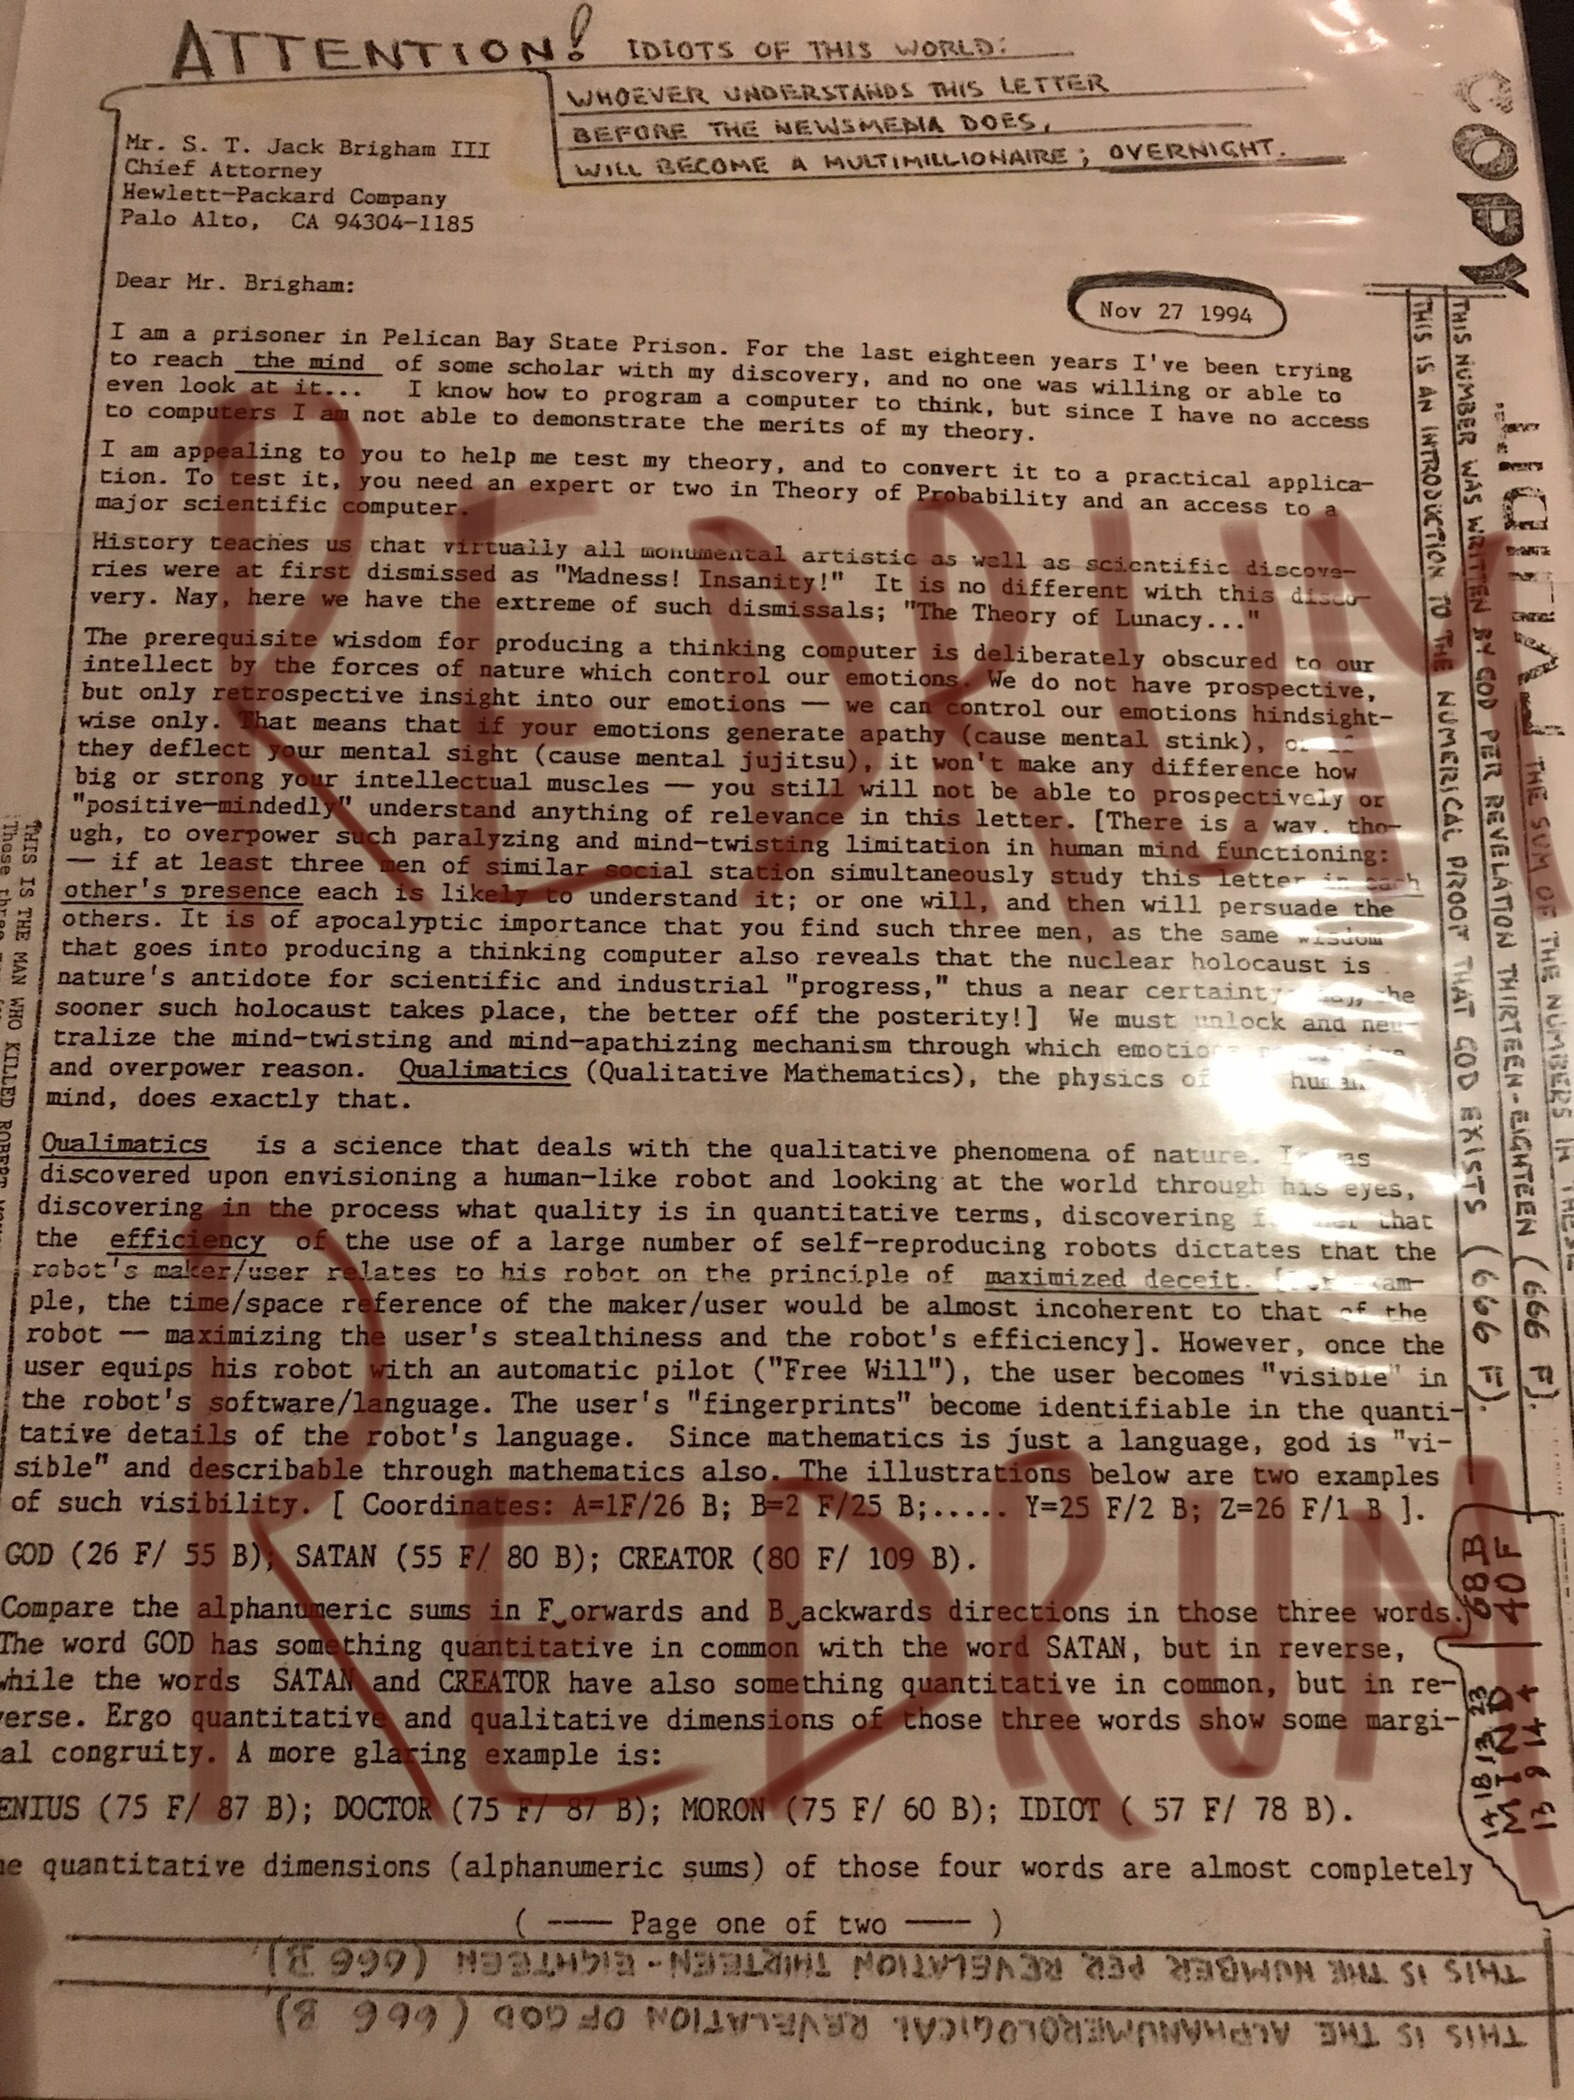 ATTENTION! IDIOTS OF THIS WORLD:
WHOEVER UNDERSTANDS THIS LETTER
BEFORE THE NEWSMEDIA DOES,
WILL BECOME A MULTIMILLIONAIRE; OVERNIGHT.
COPY
Mr. S. T. Jack Brigham III
Chief Attorney
Hewlett-Packard Company
Palo Alto, CA 94304-1185
Dear Mr. Brigham:
Nov 27 1994
I am a prisoner in Pelican Bay State Prison. For the last eighteen years I've been trying
to reach the mind of some scholar with my discovery, and no one was willing or able to
even look at it... I know how to program a computer to think, but since I have no access
to computers I am not able to demonstrate the merits of my theory.
I am appealing to you to help me test my theory, and to convert it to a practical applica-
tion. To test it, you need an expert or two in Theory of Probability and an access to a
major scientific computer.
History teaches us that virtually all monumental artistic as well as scientific discove-
ries were at first dismissed as "Madness! Insanity!" It is no different with this disco-
very. Nay, here we have the extreme of such dismissals; "The Theory of Lunacy..."
The prerequisite wisdom for producing a thinking computer is deliberately obscured to our
intellect by the forces of nature which control our emotions. We do not have prospective,
but only retrospective insight into our emotions — we can control our emotions hindsight-
wise only. That means that if your emotions generate apathy (cause mental stink), or if
they deflect your mental sight (cause mental jujitsu), it won't make any difference how
big or strong your intellectual muscles — you still will not be able to prospectively or
"positive-mindedly" understand anything of relevance in this letter. [There is a way, tho-
ugh, to overpower such paralyzing and mind-twisting limitation in human mind functioning:
— if at least three men of similar social station simultaneously study this letter in each
other's presence each is likely to understand it; or one will, and then will persuade the
others. It is of apocalyptic importance that you find such three men, as the same wisdom
that goes into producing a thinking computer also reveals that the nuclear holocaust is
nature's antidote for scientific and industrial "progress," thus a near certainty the
sooner such holocaust takes place, the better off the posterity!] We must unlock and neu-
tralize the mind-twisting and mind-apathizing mechanism through which
and overpower reason. Qualimatics (Qualitative Mathematics), the physics of human
mind, does exactly that.
Qualimatics is a science that deals with the qualitative phenomena of nature. It was
discovered upon envisioning a human-like robot and looking at the world through his eyes,
discovering in the process what quality is in quantitative terms, discovering that
the efficiency of the use of a large number of self-reproducing robots dictates that the
robot's maker/user relates to his robot on the principle of maximized deceit. [For exam-
ple, the time/space reference of the maker/user would be almost incoherent to that of the
robot — maximizing the user's stealthiness and the robot's efficiency]. However, once the
user equips his robot with an automatic pilot ("Free Will"), the user becomes "visible" in
the robot's software/language. The user's "fingerprints" become identifiable in the quanti-
tative details of the robot's language. Since mathematics is just a language, god is "vi-
sible" and describable through mathematics also. The illustrations below are two examples
of such visibility. [ Coordinates: A=1F/26 B; B=2 F/25 B;..... Y=25 F/2 B; Z=26 F/1 B ].
GOD (26 F/ 55 B); SATAN (55 F/ 80 B); CREATOR (80 F/ 109 B).
Compare the alphanumeric sums in F orwards and B ackwards directions in those three words.
The word GOD has something quantitative in common with the word SATAN, but in reverse,
while the words SATAN and CREATOR have also something quantitative in common, but in re-
verse. Ergo quantitative and qualitative dimensions of those three words show some margi-
al congruity. A more glaring example is:
ENIUS (75 F/ 87 B); DOCTOR (75 F/ 87 B); MORON (75 F/ 60 B); IDIOT ( 57 F/ 78 B).
he quantitative dimensions (alphanumeric sums) of those four words are almost completely
( —— Page one of two —— )
THIS IS THE NUMBER PER REVELATION THIRTEEN-EIGHTEEN (666 B)
THIS IS THE ALPHANUMEROLOGICAL REVELATION OF GOD (666 B)
THE SUM OF THE NUMBERS IN THESE
THIS NUMBER WAS WRITTEN BY GOD PER REVELATION THIRTEEN-EIGHTEEN (666 F).
THIS IS AN INTRODUCTION TO THE NUMERICAL PROOF THAT GOD EXISTS (666 F).
68 B
40 F
14 18 13 23
MIND
13 9 14 4
THIS IS THE MAN WHO KILLED ROBERT
These three
REDRUM
REDRUM